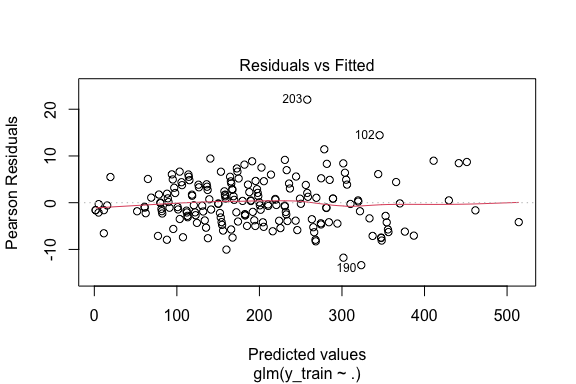 Residuals vs Fitted
Pearson Residuals
20
10
0
-10
203
102
190
0 100 200 300 400 500
Predicted values
glm(y_train ~ .)